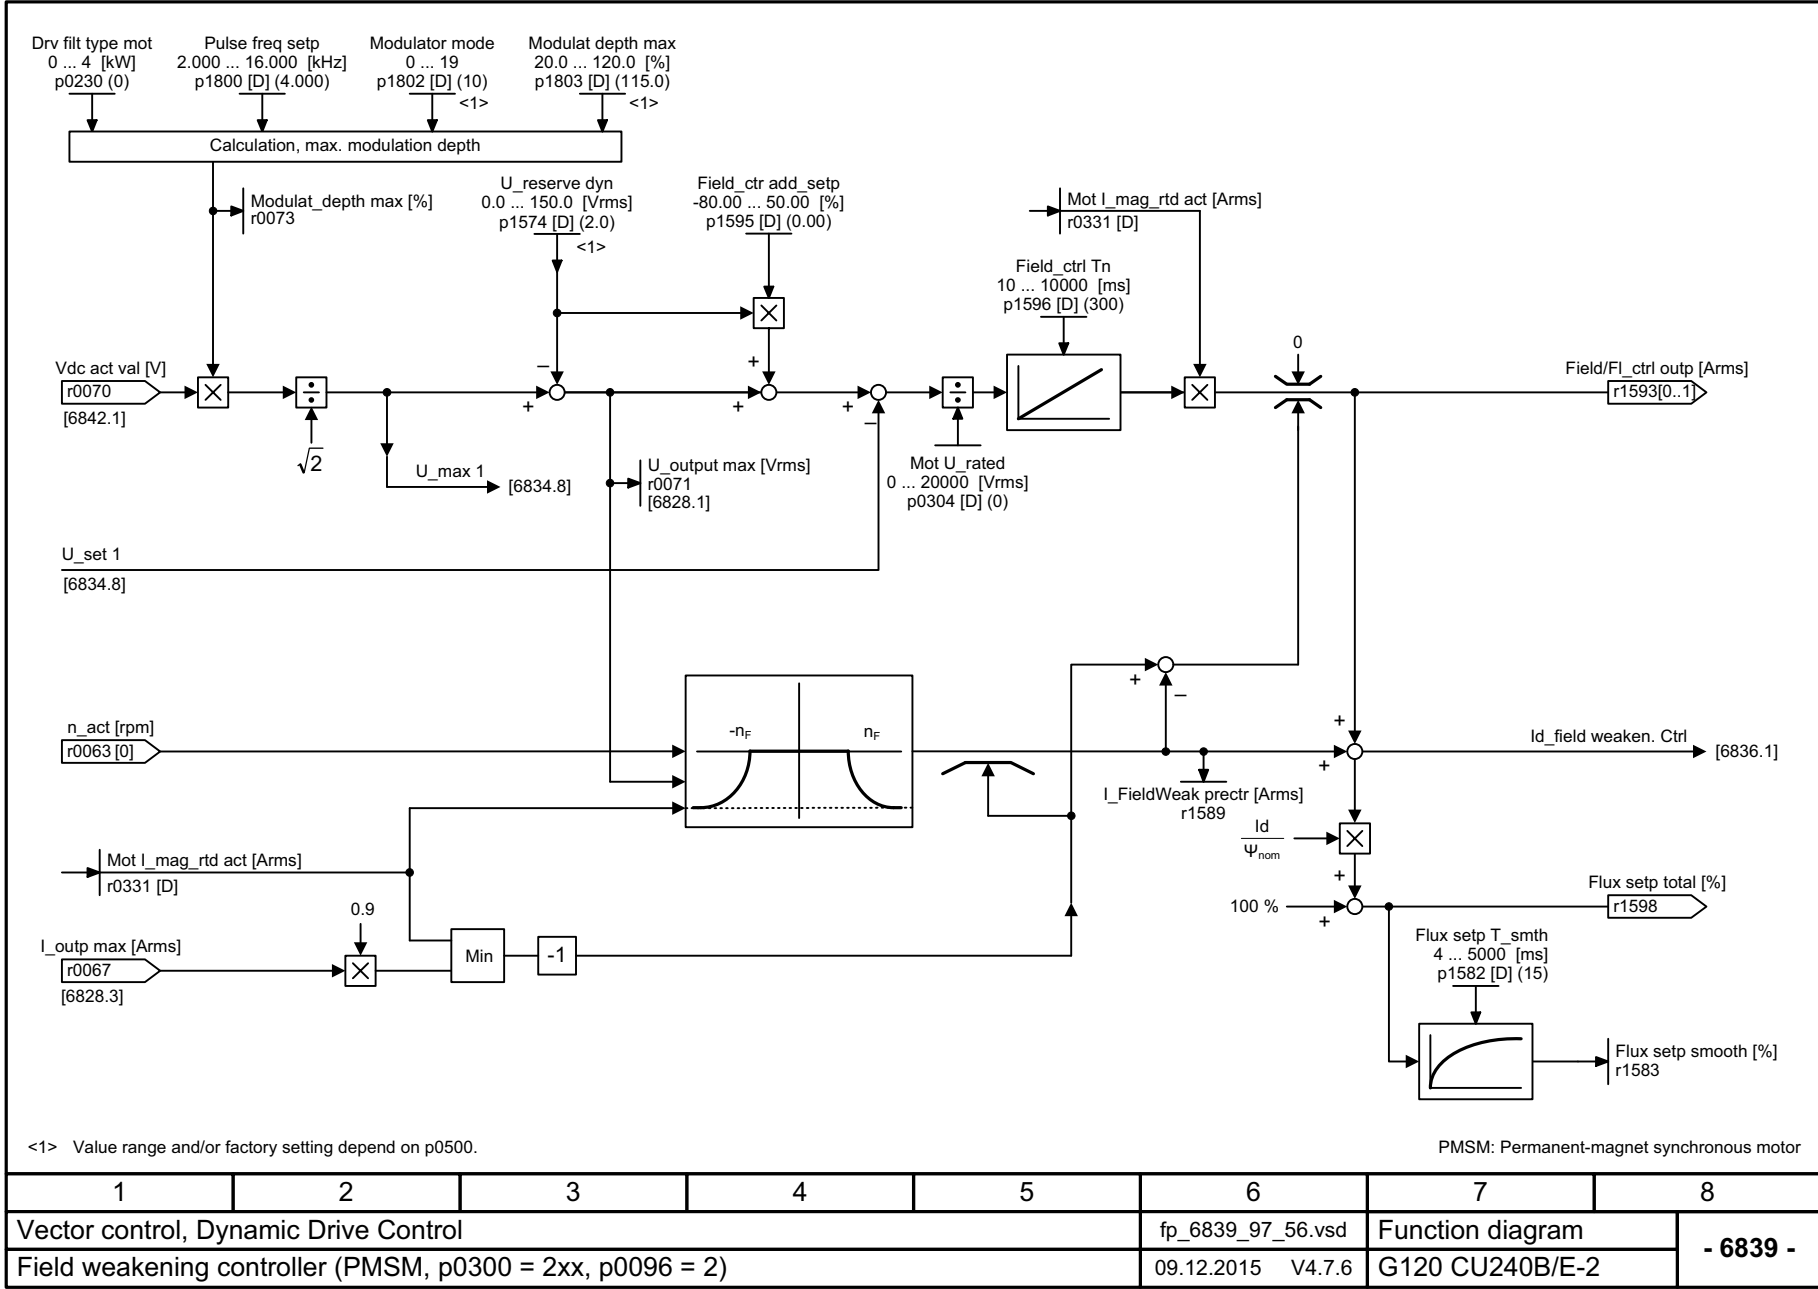 Drv filt type mot
0 ... 4 [kW]
p0230 (0)
Pulse freq setp
2.000 ... 16.000 [kHz]
p1800 [D] (4.000)
Modulator mode
0 ... 19
p1802 [D] (10)
<1>
Modulat depth max
20.0 ... 120.0 [%]
p1803 [D] (115.0)
<1>
Calculation, max. modulation depth
Modulat_depth max [%]
r0073
U_reserve dyn
0.0 ... 150.0 [Vrms]
p1574 [D] (2.0)
<1>
Field_ctr add_setp
-80.00 ... 50.00 [%]
p1595 [D] (0.00)
Mot I_mag_rtd act [Arms]
r0331 [D]
Field_ctrl Tn
10 ... 10000 [ms]
p1596 [D] (300)
0
Vdc act val [V]
r0070
[6842.1]
√2
U_max 1
[6834.8]
U_output max [Vrms]
r0071
[6828.1]
Mot U_rated
0 ... 20000 [Vrms]
p0304 [D] (0)
Field/Fl_ctrl outp [Arms]
r1593[0..1]
U_set 1
[6834.8]
n_act [rpm]
r0063 [0]
-nF
nF
I_FieldWeak prectr [Arms]
r1589
Id_field weaken. Ctrl
[6836.1]
Id
Ψnom
Mot I_mag_rtd act [Arms]
r0331 [D]
0.9
I_outp max [Arms]
r0067
[6828.3]
Min
-1
100 %
Flux setp total [%]
r1598
Flux setp T_smth
4 ... 5000 [ms]
p1582 [D] (15)
Flux setp smooth [%]
r1583
<1> Value range and/or factory setting depend on p0500.
PMSM: Permanent-magnet synchronous motor
1 2 3 4 5 6 7 8
Vector control, Dynamic Drive Control
fp_6839_97_56.vsd
Function diagram
- 6839 -
Field weakening controller (PMSM, p0300 = 2xx, p0096 = 2)
09.12.2015 V4.7.6
G120 CU240B/E-2